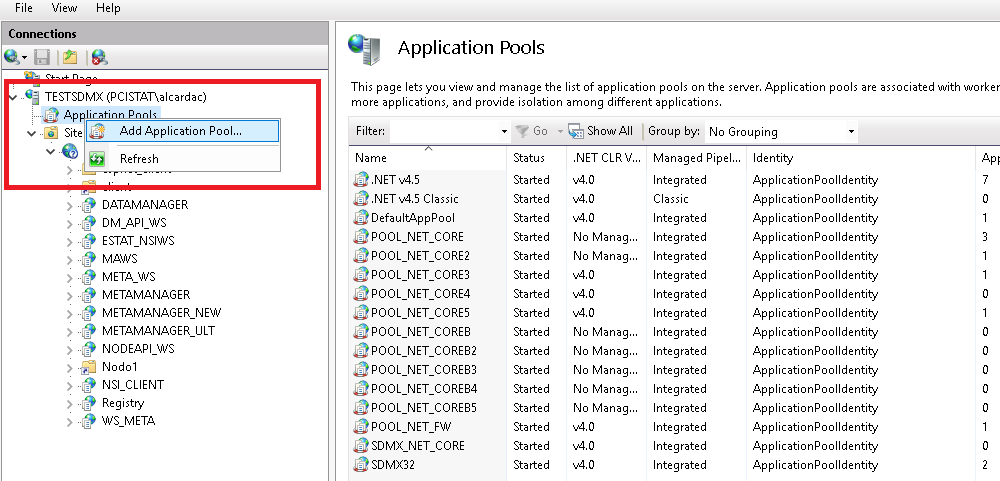 File View Help
Connections
Start Page
TESTSDMX (PCISTAT\alcardac)
Application Pools
Add Application Pool...
Site
Refresh
client
DATAMANAGER
DM_API_WS
ESTAT_NSIWS
MAWS
META_WS
METAMANAGER
METAMANAGER_NEW
METAMANAGER_ULT
NODEAPI_WS
Nodo1
NSI_CLIENT
Registry
WS_META
Application Pools
This page lets you view and manage the list of application pools on the server. Application pools are associated with worker
more applications, and provide isolation among different applications.
Filter: Go Show All Group by: No Grouping
Name Status .NET CLR V... Managed Pipel... Identity App
.NET v4.5 Started v4.0 Integrated ApplicationPoolIdentity 7
.NET v4.5 Classic Started v4.0 Classic ApplicationPoolIdentity 0
DefaultAppPool Started v4.0 Integrated ApplicationPoolIdentity 1
POOL_NET_CORE Started No Manag... Integrated ApplicationPoolIdentity 3
POOL_NET_CORE2 Started No Manag... Integrated ApplicationPoolIdentity 1
POOL_NET_CORE3 Started v4.0 Integrated ApplicationPoolIdentity 1
POOL_NET_CORE4 Started v4.0 Integrated ApplicationPoolIdentity 0
POOL_NET_CORE5 Started v4.0 Integrated ApplicationPoolIdentity 1
POOL_NET_COREB Started No Manag... Integrated ApplicationPoolIdentity 0
POOL_NET_COREB2 Started No Manag... Integrated ApplicationPoolIdentity 0
POOL_NET_COREB3 Started No Manag... Integrated ApplicationPoolIdentity 0
POOL_NET_COREB4 Started No Manag... Integrated ApplicationPoolIdentity 0
POOL_NET_COREB5 Started No Manag... Integrated ApplicationPoolIdentity 0
POOL_NET_FW Started v4.0 Integrated ApplicationPoolIdentity 1
SDMX_NET_CORE Started v4.0 Integrated ApplicationPoolIdentity 0
SDMX32 Started v4.0 Integrated ApplicationPoolIdentity 2